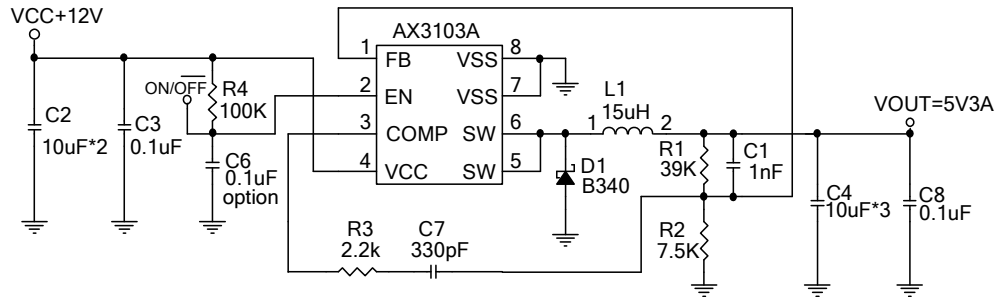 VCC+12V
AX3103A
1
FB
VSS
8
ON/OFF
R4
100K
2
EN
VSS
7
L1
15uH
VOUT=5V3A
C2
10uF*2
C3
0.1uF
3
COMP
SW
6
1
2
4
VCC
SW
5
C6
0.1uF
option
D1
B340
R1
39K
C1
1nF
C4
10uF*3
C8
0.1uF
R3
2.2k
C7
330pF
R2
7.5K